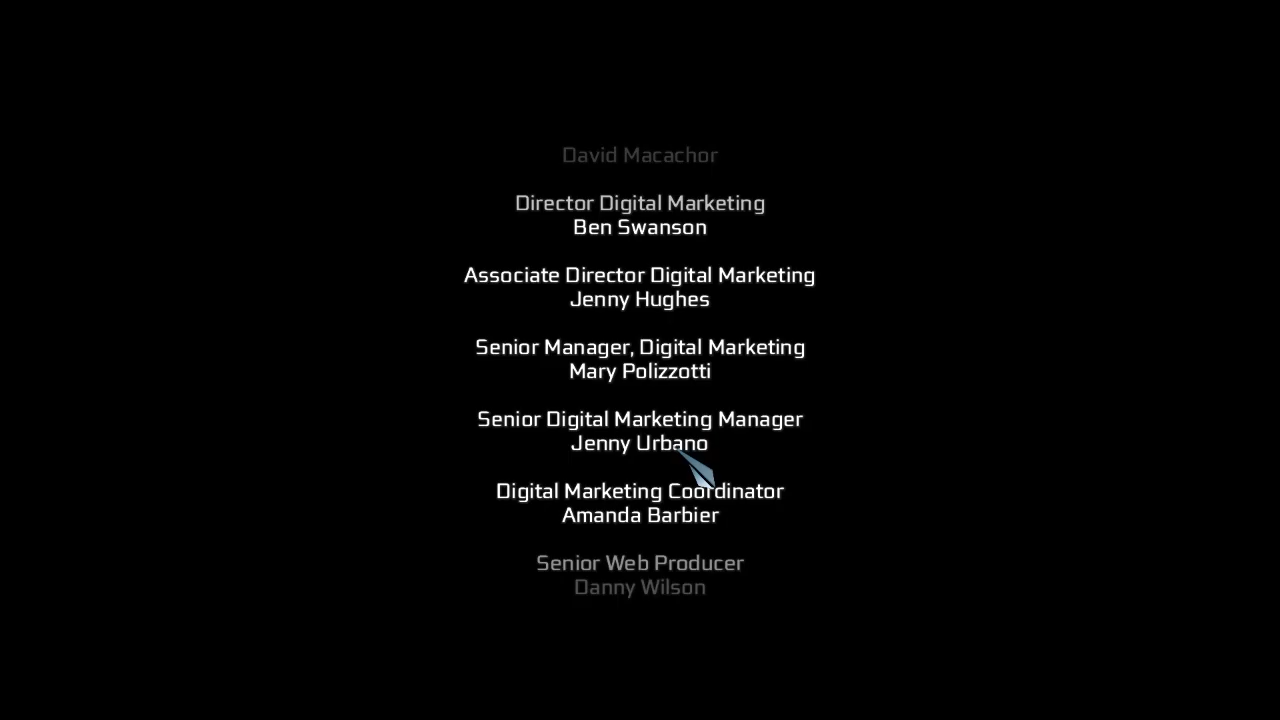 David Macachor
Director Digital Marketing
Ben Swanson
Associate Director Digital Marketing
Jenny Hughes
Senior Manager, Digital Marketing
Mary Polizzotti
Senior Digital Marketing Manager
Jenny Urbano
Digital Marketing Coordinator
Amanda Barbier
Senior Web Producer
Danny Wilson